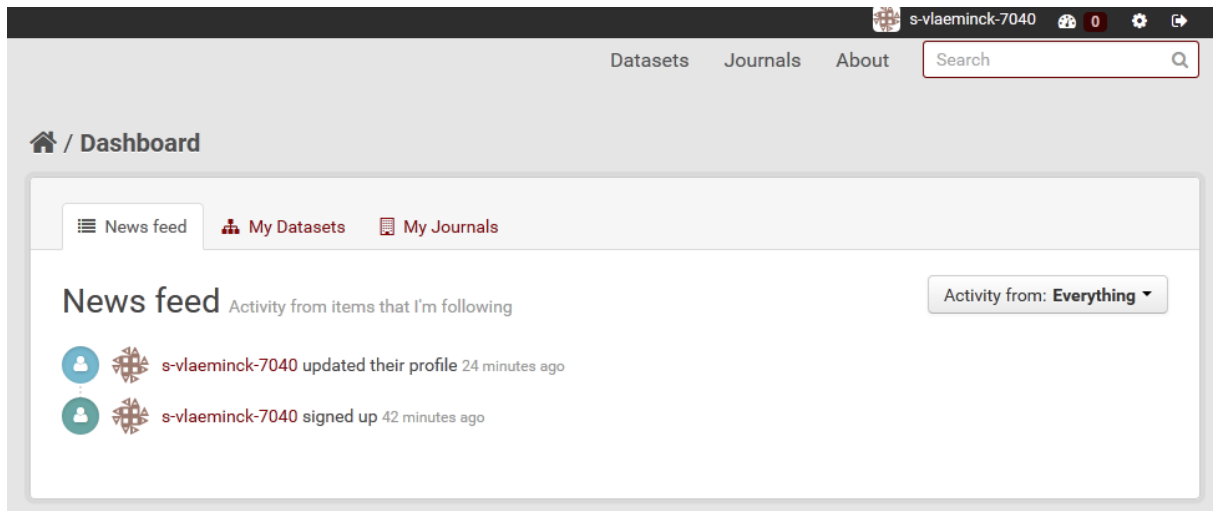 s-vlaeminck-7040 0
Datasets Journals About Search
/ Dashboard
News feed My Datasets My Journals
News feed Activity from items that I'm following
Activity from: Everything
s-vlaeminck-7040 updated their profile 24 minutes ago
s-vlaeminck-7040 signed up 42 minutes ago